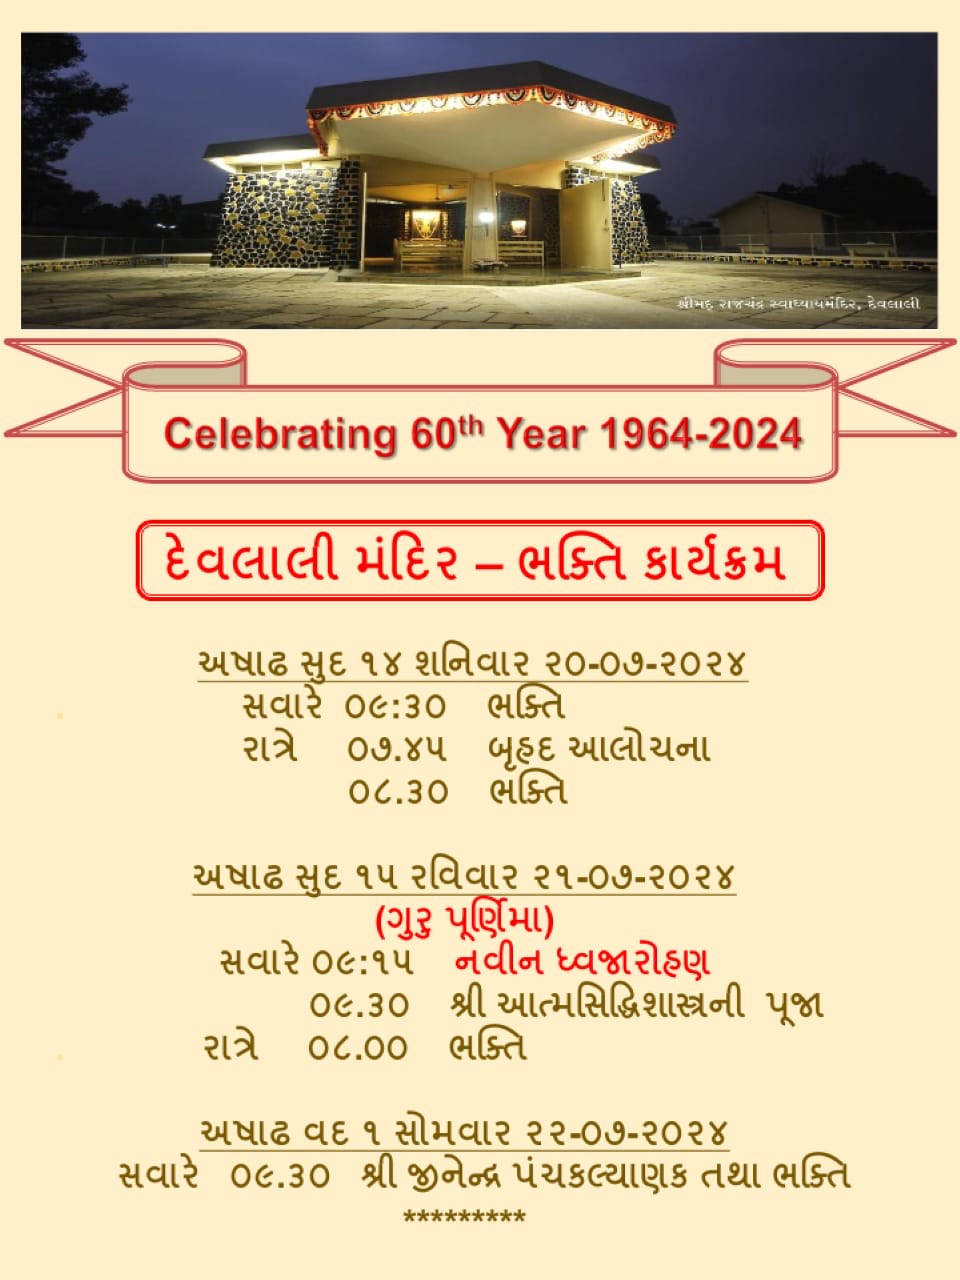 શ્રીમદ્ રાજચંદ્ર સ્વાધ્યાયમંદિર, દેવલાલી
Celebrating 60th Year 1964-2024
દેવલાલી મંદિર – ભક્તિ કાર્યક્રમ
અષાઢ સુદ ૧૪ શનિવાર ૨૦-૦૭-૨૦૨૪
સવારે ૦૯:૩૦ ભક્તિ
રાત્રે ૦૭.૪૫ બૃહદ આલોચના
૦૮.૩૦ ભક્તિ
અષાઢ સુદ ૧૫ રવિવાર ૨૧-૦૭-૨૦૨૪
(ગુરુ પૂર્ણિમા)
સવારે ૦૯:૧૫ નવીન ધ્વજારોહણ
૦૯.૩૦ શ્રી આત્મસિદ્ધિશાસ્ત્રની પૂજા
રાત્રે ૦૮.૦૦ ભક્તિ
અષાઢ વદ ૧ સોમવાર ૨૨-૦૭-૨૦૨૪
સવારે ૦૯.૩૦ શ્રી જીનેન્દ્ર પંચકલ્યાણક તથા ભક્તિ
*********